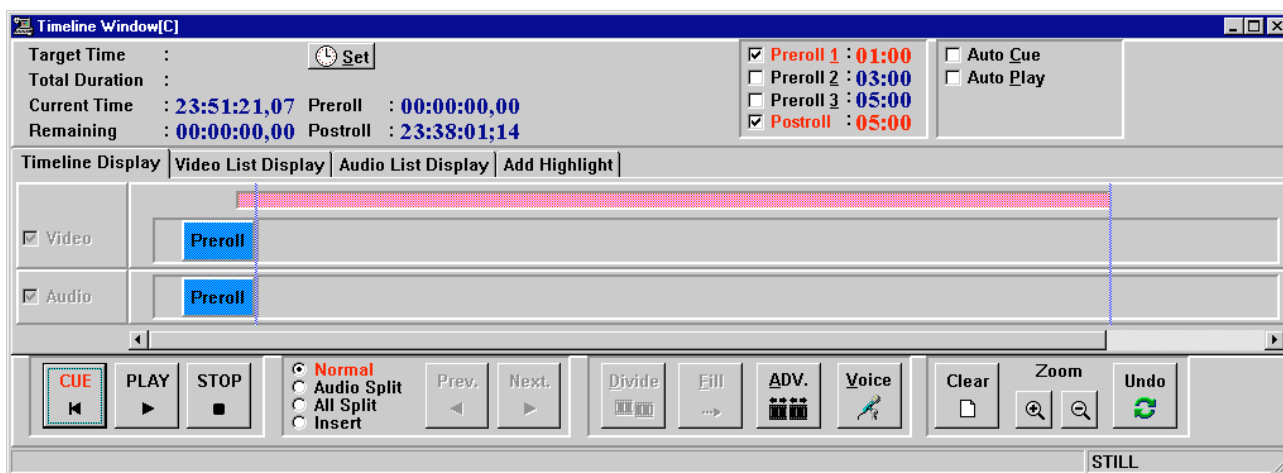 Timeline Window[C]
Target Time :
Set
Total Duration :
Current Time : 23:51:21,07 Preroll : 00:00:00,00
Remaining : 00:00:00,00 Postroll : 23:38:01;14
Preroll 1 : 01:00
Preroll 2 : 03:00
Preroll 3 : 05:00
Postroll : 05:00
Auto Cue
Auto Play
Timeline Display Video List Display Audio List Display Add Highlight
Video Preroll
Audio Preroll
CUE PLAY STOP
Normal
Audio Split
All Split
Insert
Prev. Next.
Divide Fill ADV. Voice
Clear Zoom Undo
STILL